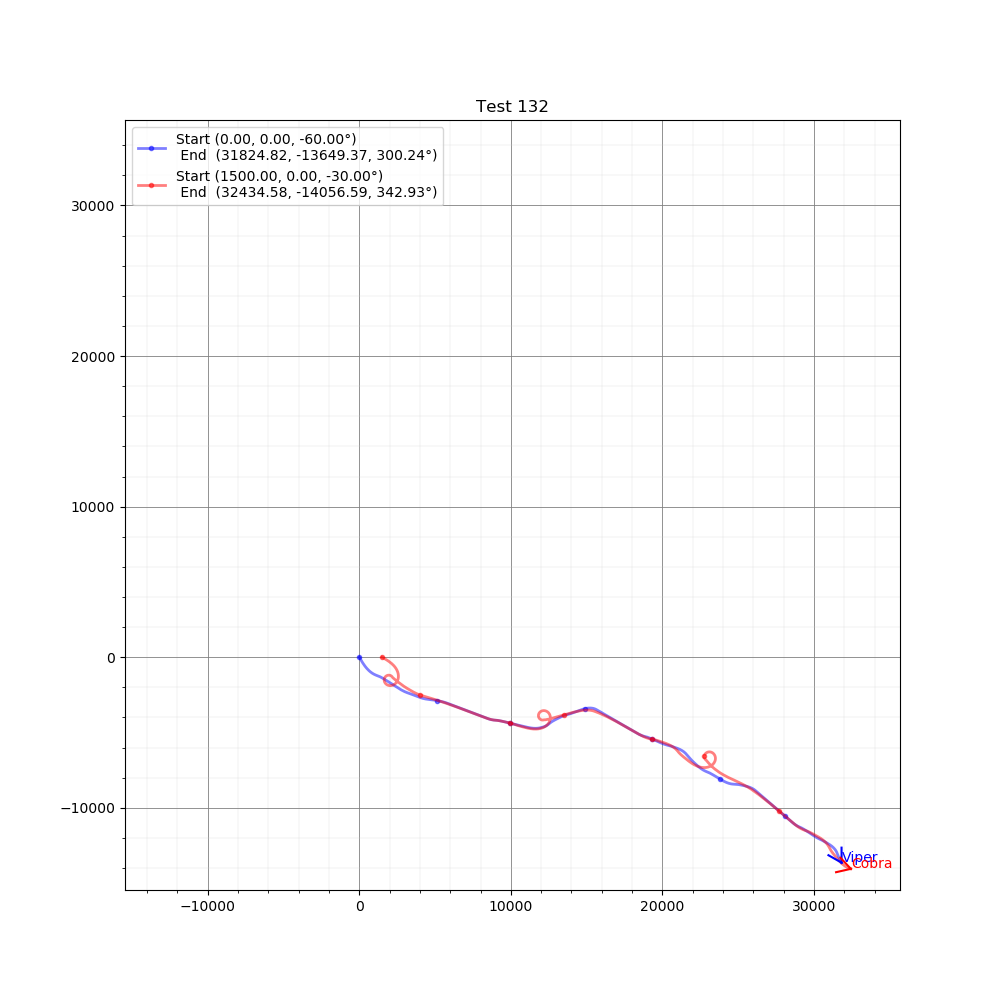 Test 132
Start (0.00, 0.00, -60.00°)
End  (31824.82, -13649.37, 300.24°)
Start (1500.00, 0.00, -30.00°)
End  (32434.58, -14056.59, 342.93°)
30000
20000
10000
0
−10000
Viper
Cobra
−10000
0
10000
20000
30000